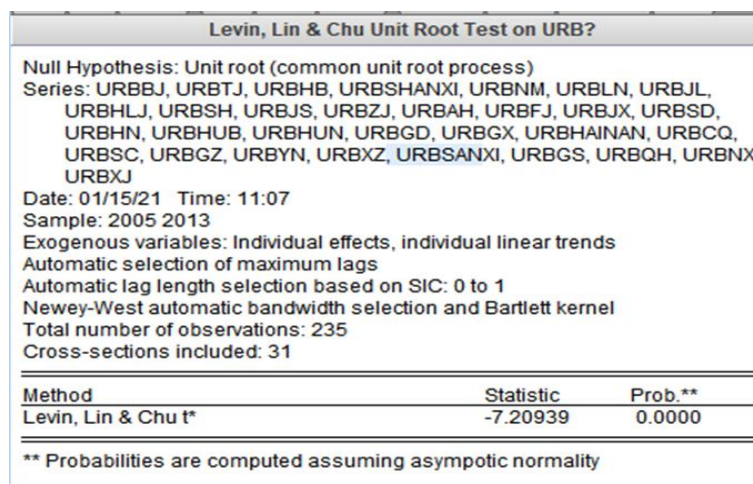 Levin, Lin & Chu Unit Root Test on URB?
Null Hypothesis: Unit root (common unit root process)
Series: URBBJ, URBTJ, URBHB, URBSHANXI, URBNM, URBLN, URBJL,
URBHLJ, URBSH, URBJS, URBZJ, URBAH, URBFJ, URBJX, URBSD,
URBHN, URBHUB, URBHUN, URBGD, URBGX, URBHAINAN, URBCQ,
URBSC, URBGZ, URBYN, URBXZ, URBSANXI, URBGS, URBQH, URBNX
URBXJ
Date: 01/15/21 Time: 11:07
Sample: 2005 2013
Exogenous variables: Individual effects, individual linear trends
Automatic selection of maximum lags
Automatic lag length selection based on SIC: 0 to 1
Newey-West automatic bandwidth selection and Bartlett kernel
Total number of observations: 235
Cross-sections included: 31
Method Statistic Prob.**
Levin, Lin & Chu t* -7.20939 0.0000
** Probabilities are computed assuming asympotic normality